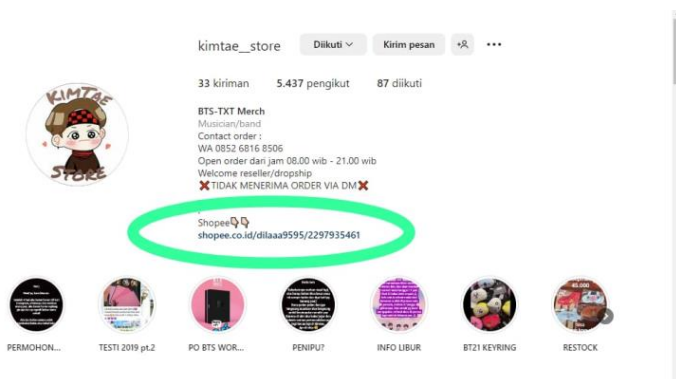 kimtae__store Diikuti Kirim pesan
33 kiriman 5.437 pengikut 87 diikuti
KIMTAE
STORE
BTS-TXT Merch
Musician/band
Contact order :
WA 0852 6816 8506
Open order dari jam 08.00 wib - 21.00 wib
Welcome reseller/dropship
❌TIDAK MENERIMA ORDER VIA DM❌
.
Shopee👇👇
shopee.co.id/dilaaa9595/2297935461
45.000
PERMOHON... TESTI 2019 pt.2 PO BTS WOR... PENIPU? INFO LIBUR BT21 KEYRING RESTOCK